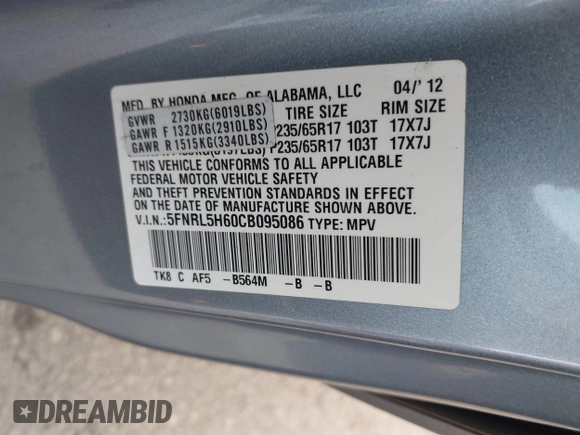 MFD. BY HONDA MFG. OF ALABAMA, LLC 04/' 12
GVWR 2730KG(6019LBS) TIRE SIZE RIM SIZE
GAWR F 1320KG(2910LBS) P235/65R17 103T 17X7J
GAWR R 1515KG(3340LBS) P235/65R17 103T 17X7J
THIS VEHICLE CONFORMS TO ALL APPLICABLE
FEDERAL MOTOR VEHICLE SAFETY
AND THEFT PREVENTION STANDARDS IN EFFECT
ON THE DATE OF MANUFACTURE SHOWN ABOVE.
V.I.N.:5FNRL5H60CB095086 TYPE: MPV
TK8 C AF5 -B564M -B -B
DREAMBID